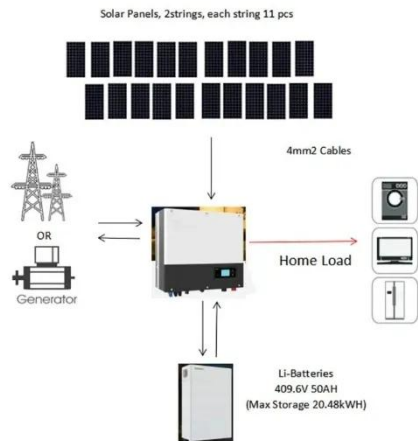 Solar Panels, 2strings, each string 11 pcs
4mm2 Cables
OR
Generator
Home Load
Li-Batteries
409.6V 50AH
(Max Storage 20.48kWH)